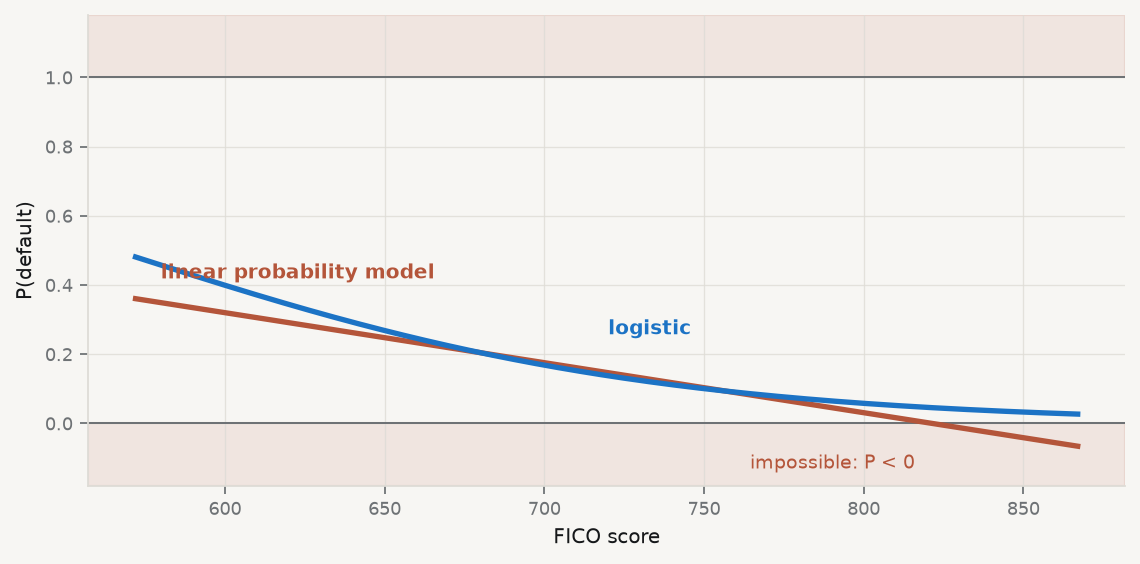 1.0
0.8
0.6
0.4
0.2
0.0
P(default)
linear probability model
logistic
impossible: P < 0
600 650 700 750 800 850
FICO score